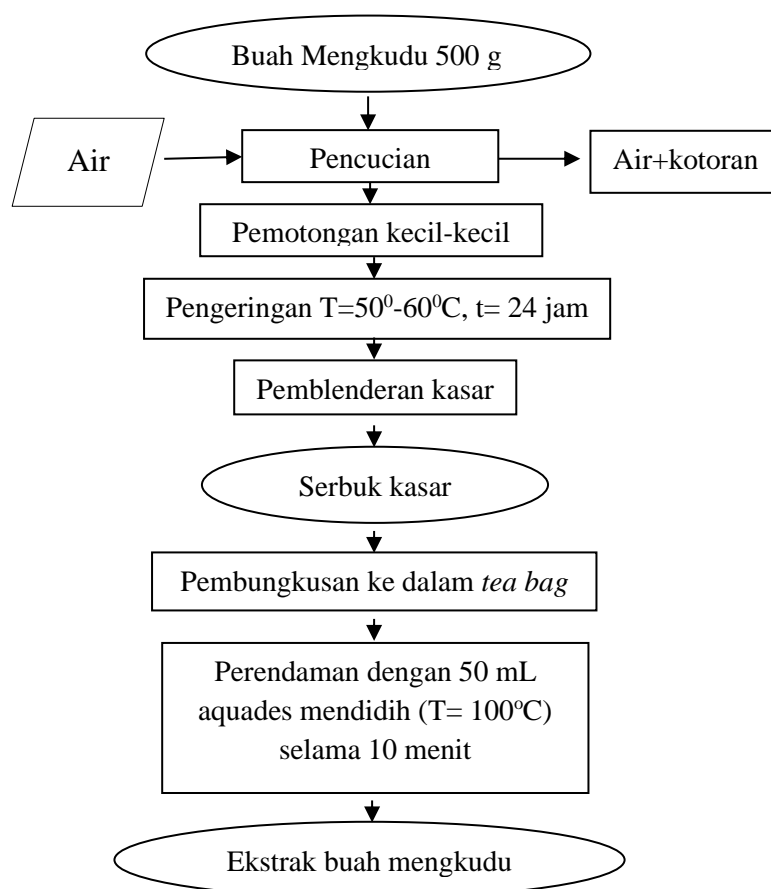 Buah Mengkudu 500 g
Air
Pencucian
Air+kotoran
Pemotongan kecil-kecil
Pengeringan T=50⁰-60⁰C, t= 24 jam
Pemblenderan kasar
Serbuk kasar
Pembungkusan ke dalam tea bag
Perendaman dengan 50 mL
aquades mendidih (T= 100ºC)
selama 10 menit
Ekstrak buah mengkudu